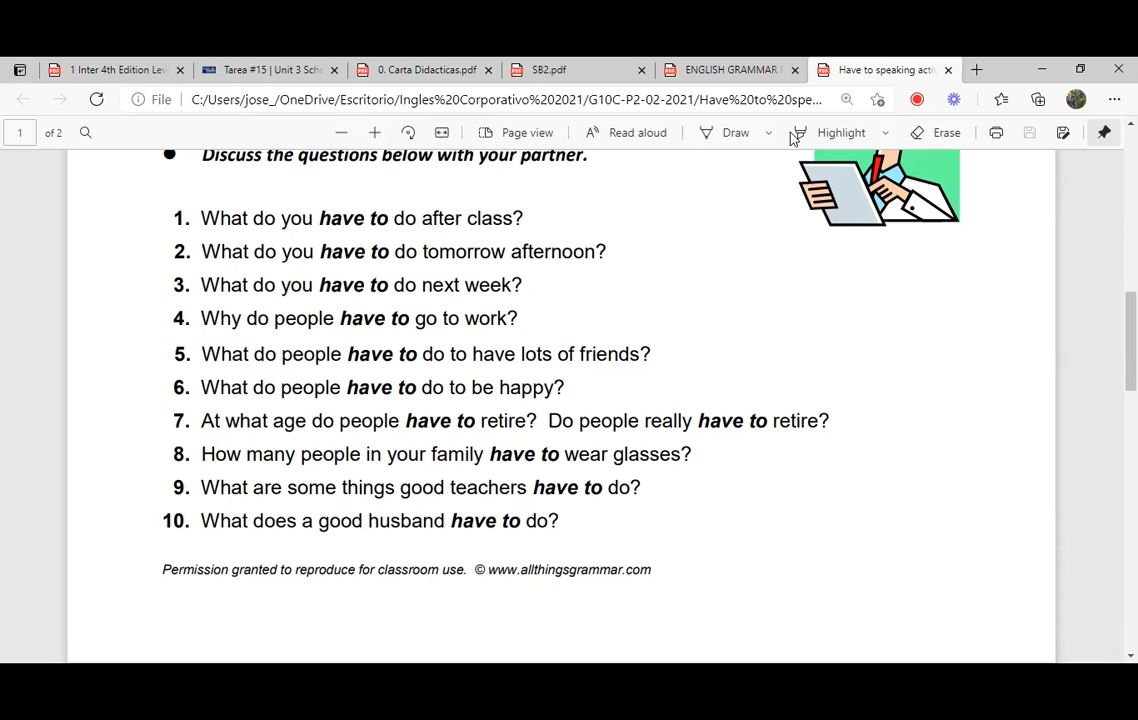 1 Inter 4th Edition Lev
Tarea #15 | Unit 3 Sch
0. Carta Didacticas.pdf
SB2.pdf
ENGLISH GRAMMAR
Have to speaking acti
File
C:/Users/jose_/OneDrive/Escritorio/Ingles%20Corporativo%202021/G10C-P2-02-2021/Have%20to%20spe...
1
of 2
Page view
Read aloud
Draw
Highlight
Erase
Discuss the questions below with your partner.
1. What do you have to do after class?
2. What do you have to do tomorrow afternoon?
3. What do you have to do next week?
4. Why do people have to go to work?
5. What do people have to do to have lots of friends?
6. What do people have to do to be happy?
7. At what age do people have to retire? Do people really have to retire?
8. How many people in your family have to wear glasses?
9. What are some things good teachers have to do?
10. What does a good husband have to do?
Permission granted to reproduce for classroom use. © www.allthingsgrammar.com